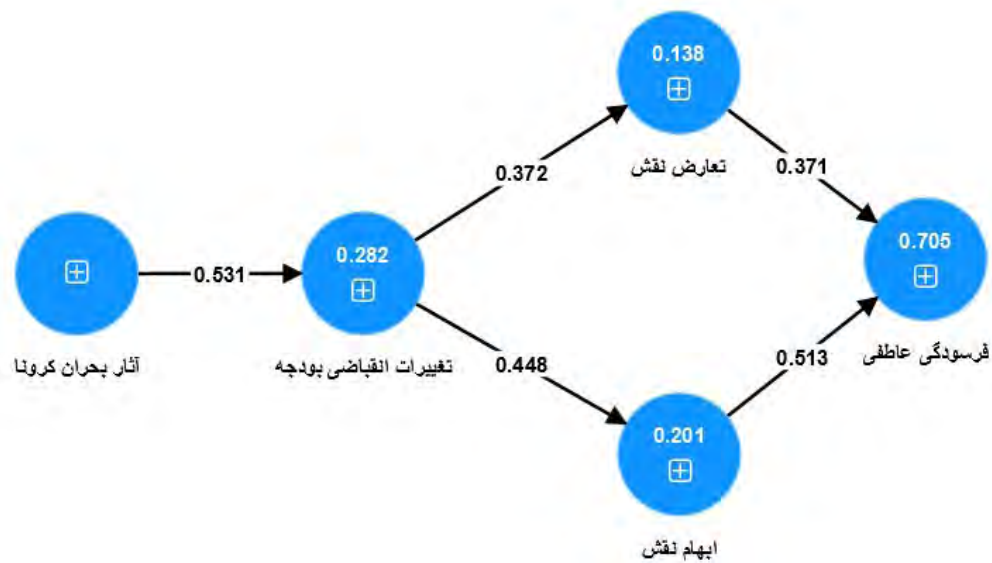 0.138
تعارض نقش
0.372
0.371
0.531
0.282
0.705
آثار بحران کرونا
تغییرات انقباضی بودجه
فرسودگی عاطفی
0.448
0.513
0.201
ابهام نقش